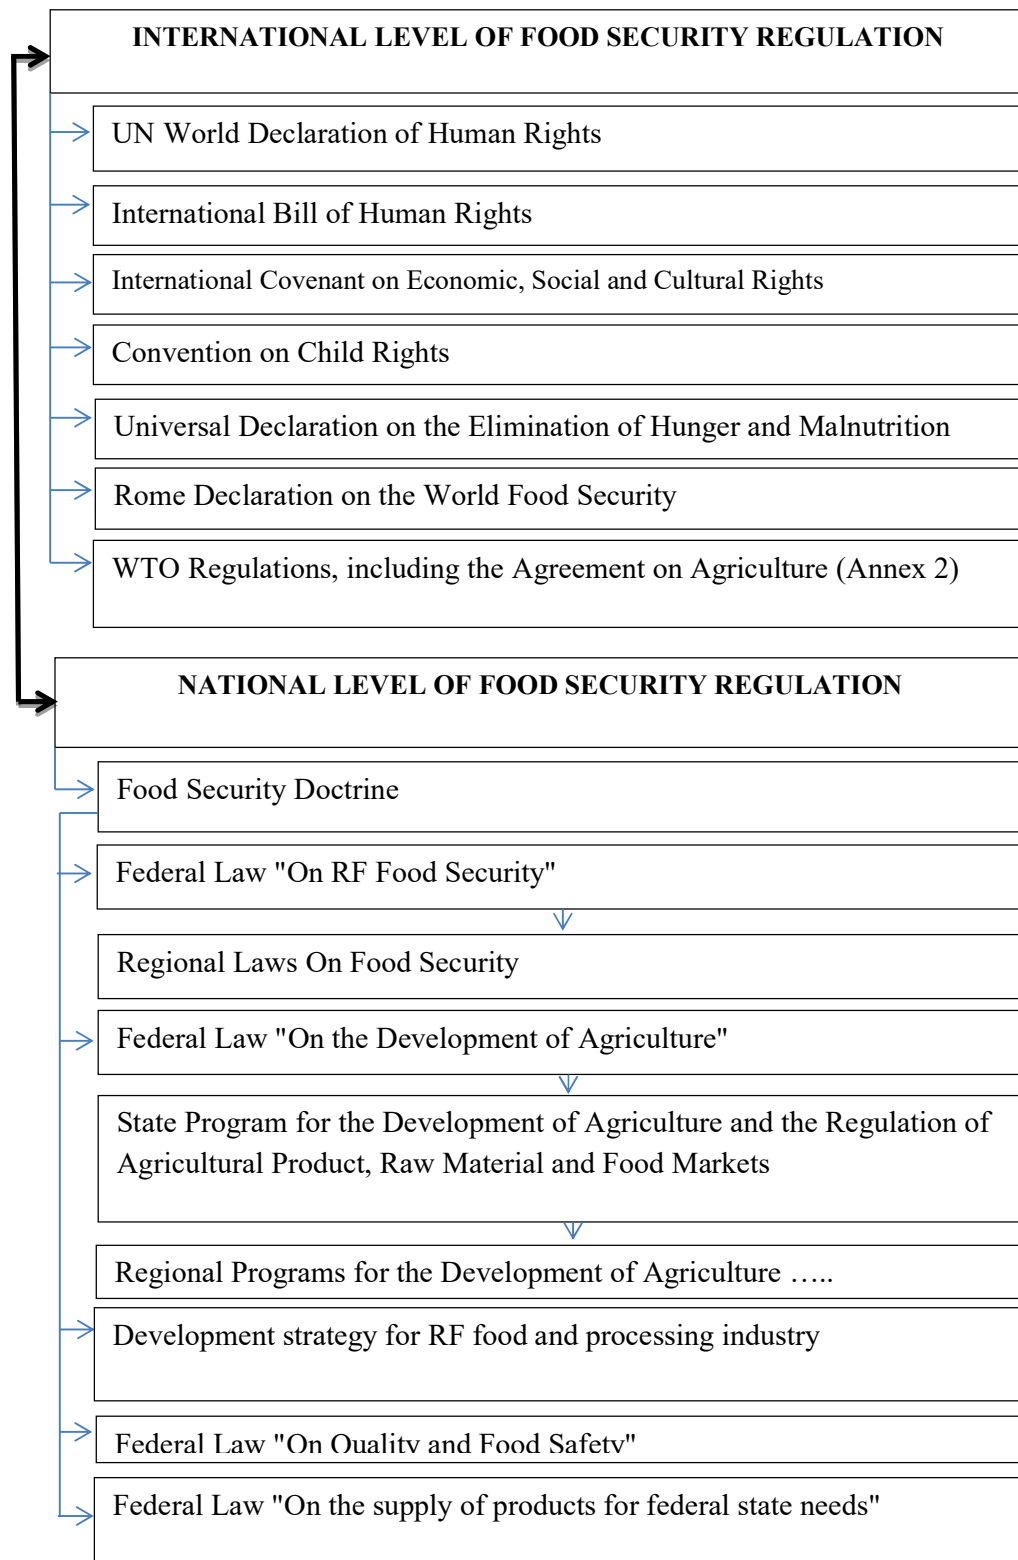 INTERNATIONAL LEVEL OF FOOD SECURITY REGULATION
UN World Declaration of Human Rights
International Bill of Human Rights
International Covenant on Economic, Social and Cultural Rights
Convention on Child Rights
Universal Declaration on the Elimination of Hunger and Malnutrition
Rome Declaration on the World Food Security
WTO Regulations, including the Agreement on Agriculture (Annex 2)
NATIONAL LEVEL OF FOOD SECURITY REGULATION
Food Security Doctrine
Federal Law "On RF Food Security"
Regional Laws On Food Security
Federal Law "On the Development of Agriculture"
State Program for the Development of Agriculture and the Regulation of
Agricultural Product, Raw Material and Food Markets
Regional Programs for the Development of Agriculture …..
Development strategy for RF food and processing industry
Federal Law "On Quality and Food Safety"
Federal Law "On the supply of products for federal state needs"